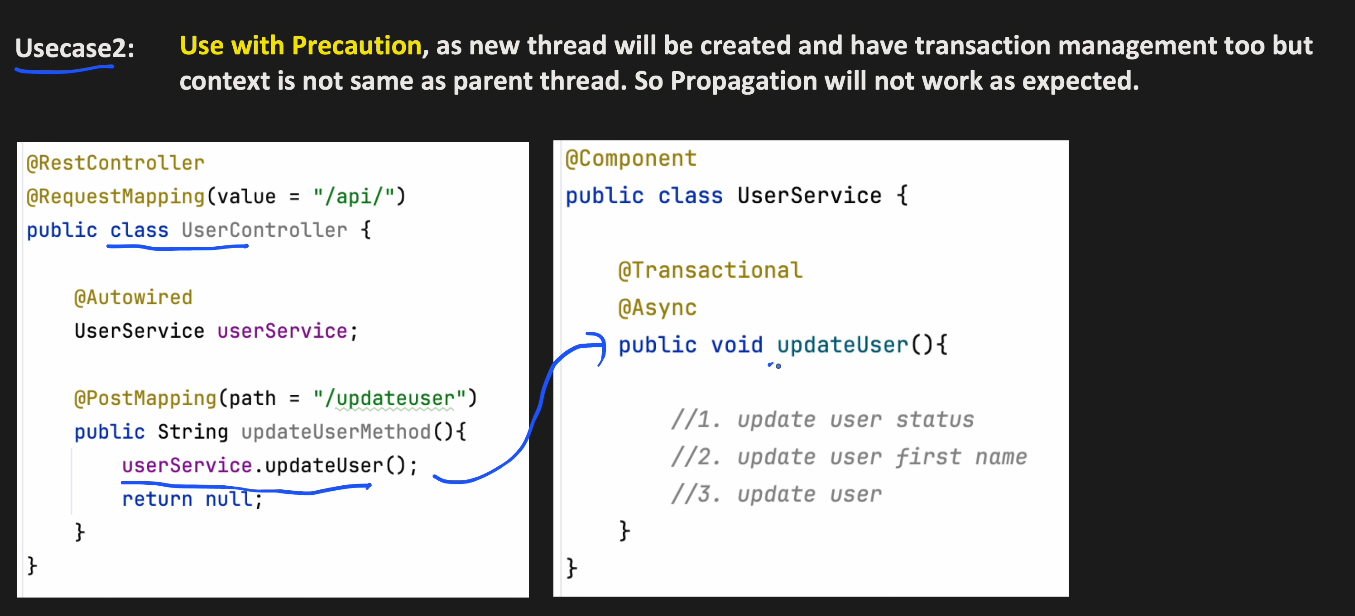 Usecase2: Use with Precaution, as new thread will be created and have transaction management too but
context is not same as parent thread. So Propagation will not work as expected.
@RestController
@RequestMapping(value = "/api/")
public class UserController {
@Autowired
UserService userService;
@PostMapping(path = "/updateuser")
public String updateUserMethod(){
userService.updateUser();
return null;
}
}
@Component
public class UserService {
@Transactional
@Async
public void updateUser(){
//1. update user status
//2. update user first name
//3. update user
}
}